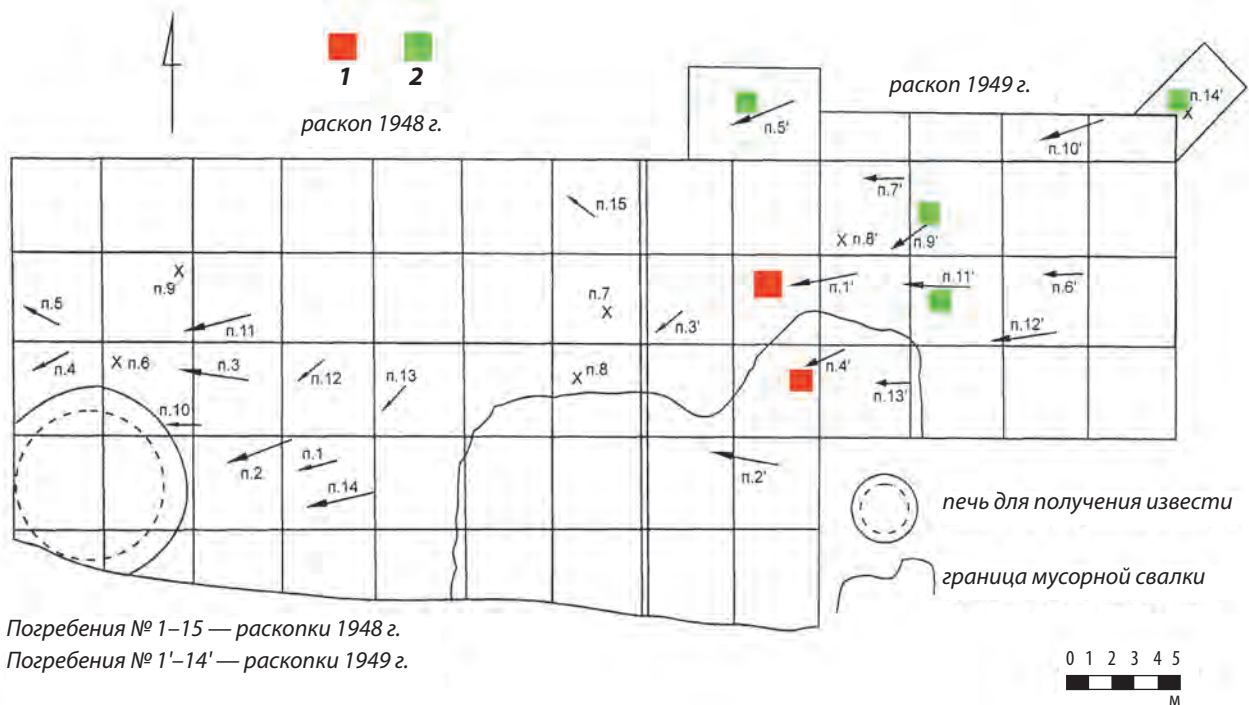 1 2
раскоп 1948 г.
раскоп 1949 г.
п.14'
X
п.5'
п.10'
п.7'
п.15
X п.8'
п.9'
X
п.9
п.5
п.11
п.7
X
п.1'
п.11'
п.6'
п.3'
п.12'
п.4
X п.6
п.3
п.12
п.13
X п.8
п.4'
п.13'
п.10
п.2
п.1
п.14
п.2'
печь для получения извести
граница мусорной свалки
Погребения № 1–15 — раскопки 1948 г.
Погребения № 1'–14' — раскопки 1949 г.
0 1 2 3 4 5
м